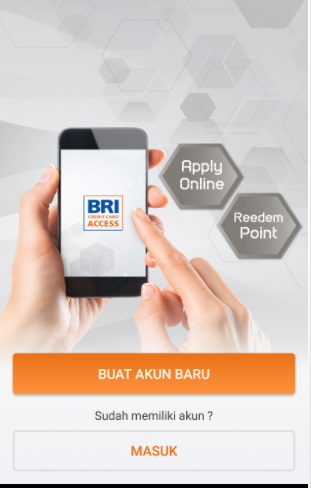 BRI
CREDIT CARD
ACCESS
Apply
Online
Reedem
Point
BUAT AKUN BARU
Sudah memiliki akun ?
MASUK